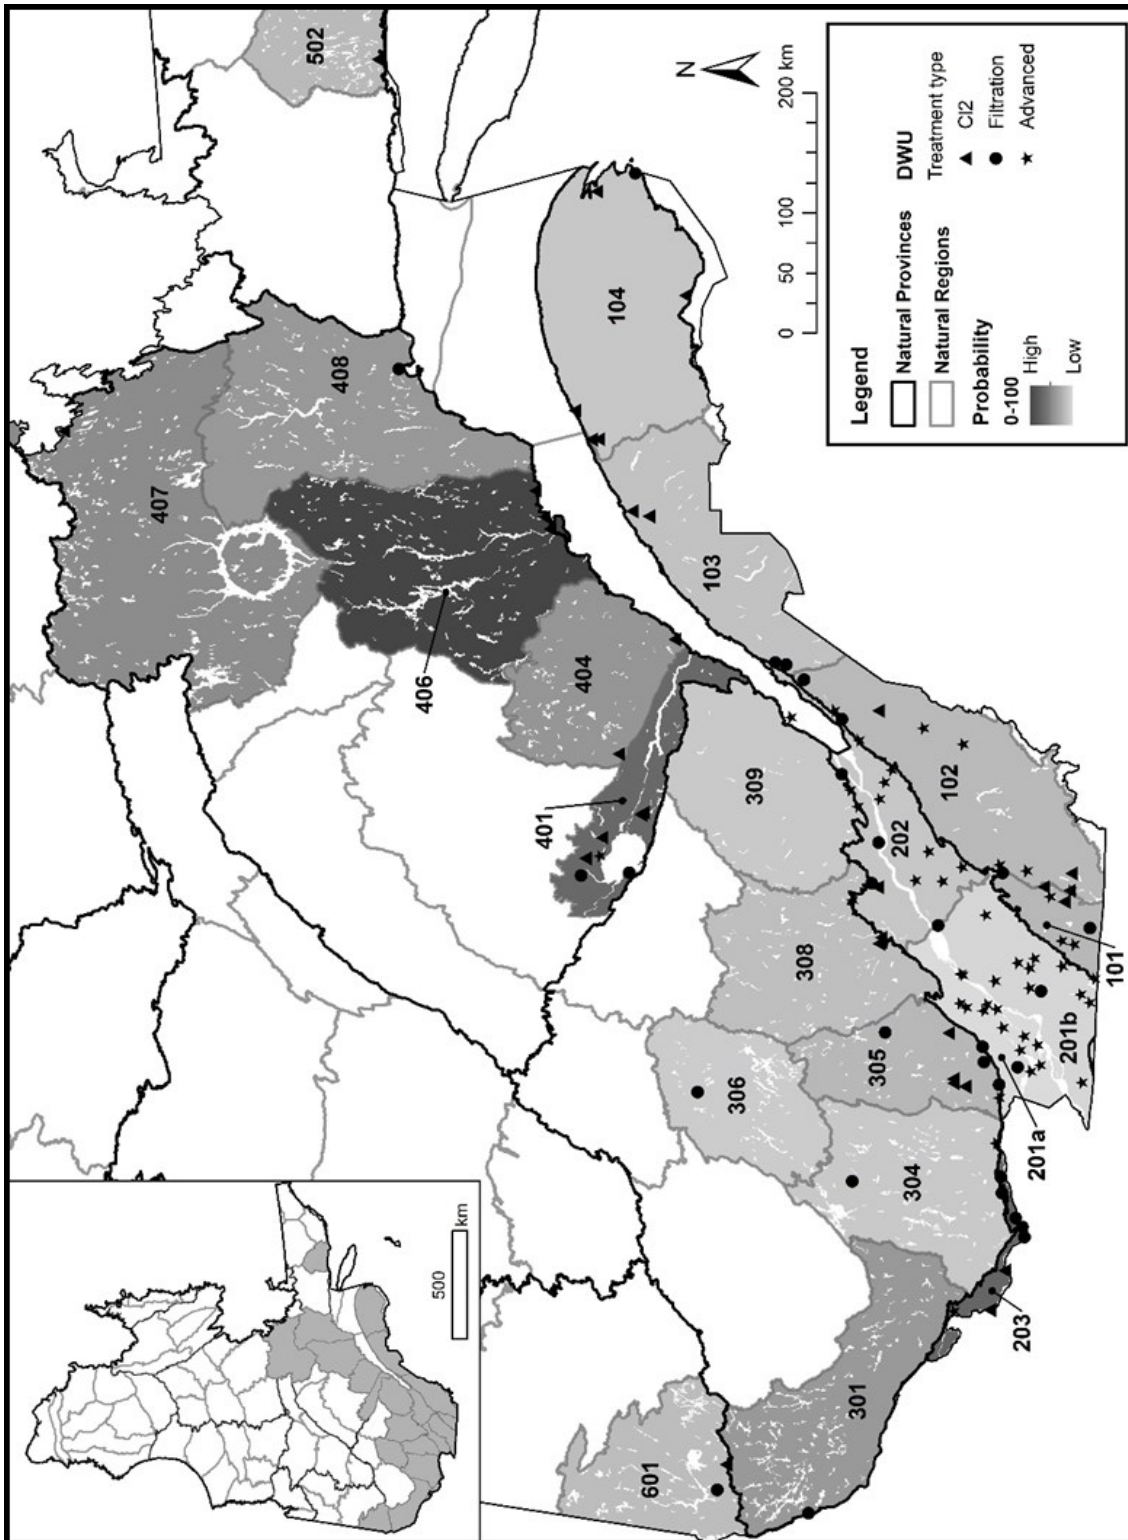 502
407
408
406
404
401
104
103
102
101
309
308
202
306
305
201b
201a
304
301
203
601
N
0 50 100 200 km
500
km
Legend
Natural Provinces
Natural Regions
Probability
0-100
High
Low
DWU
Treatment type
Cl2
Filtration
Advanced